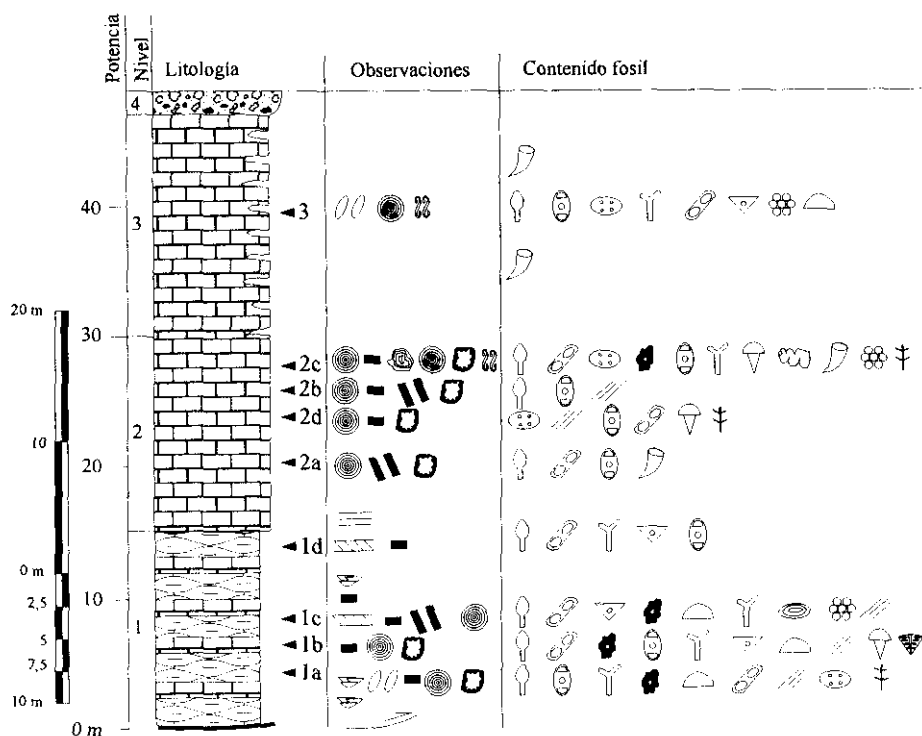 Potencia
Nivel
Litología
Observaciones
Contenido fosil
4
40
3
3
20 m
30
2c
2b
2d
10
2
20
2a
1d
0 m
2,5
10
1c
1
5
1b
7,5
1a
10 m
0 m